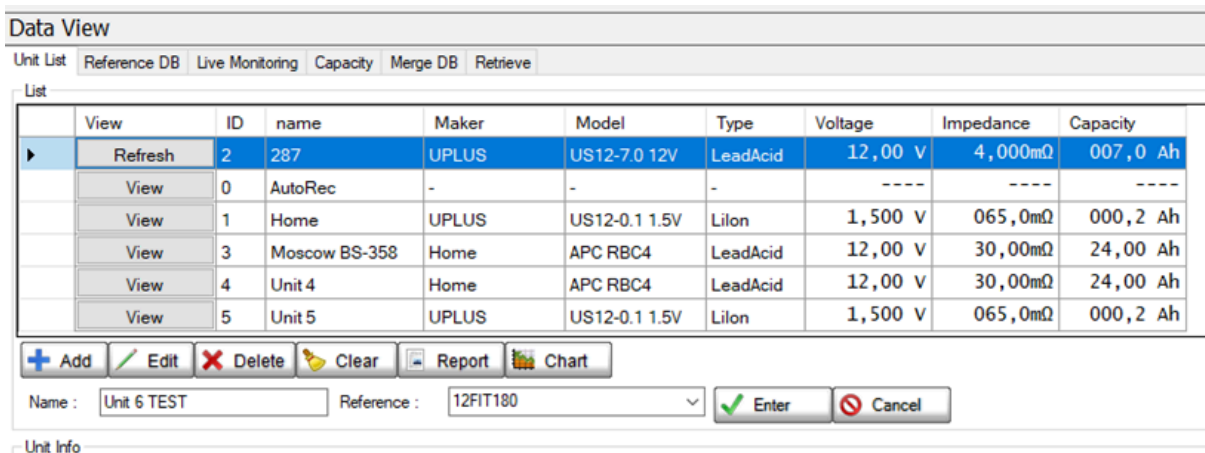 Data View
Unit List Reference DB Live Monitoring Capacity Merge DB Retrieve
List
View ID name Maker Model Type Voltage Impedance Capacity
Refresh 2 287 UPLUS US12-7.0 12V LeadAcid 12,00 V 4,000mΩ 007,0 Ah
View 0 AutoRec - - - ---- ---- ----
View 1 Home UPLUS US12-0.1 1.5V LiIon 1,500 V 065,0mΩ 000,2 Ah
View 3 Moscow BS-358 Home APC RBC4 LeadAcid 12,00 V 30,00mΩ 24,00 Ah
View 4 Unit 4 Home APC RBC4 LeadAcid 12,00 V 30,00mΩ 24,00 Ah
View 5 Unit 5 UPLUS US12-0.1 1.5V LiIon 1,500 V 065,0mΩ 000,2 Ah
Add Edit Delete Clear Report Chart
Name : Unit 6 TEST Reference : 12FIT180 Enter Cancel
Unit Info